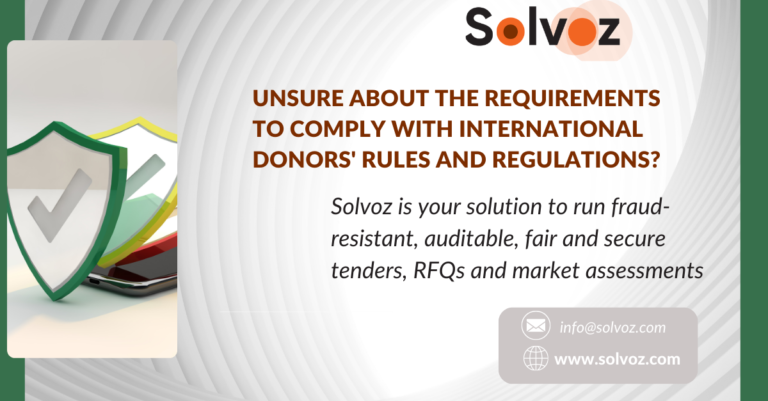 Solvoz
UNSURE ABOUT THE REQUIREMENTS
TO COMPLY WITH INTERNATIONAL
DONORS' RULES AND REGULATIONS?
Solvoz is your solution to run fraud-
resistant, auditable, fair and secure
tenders, RFQs and market assessments
info@solvoz.com
www.solvoz.com